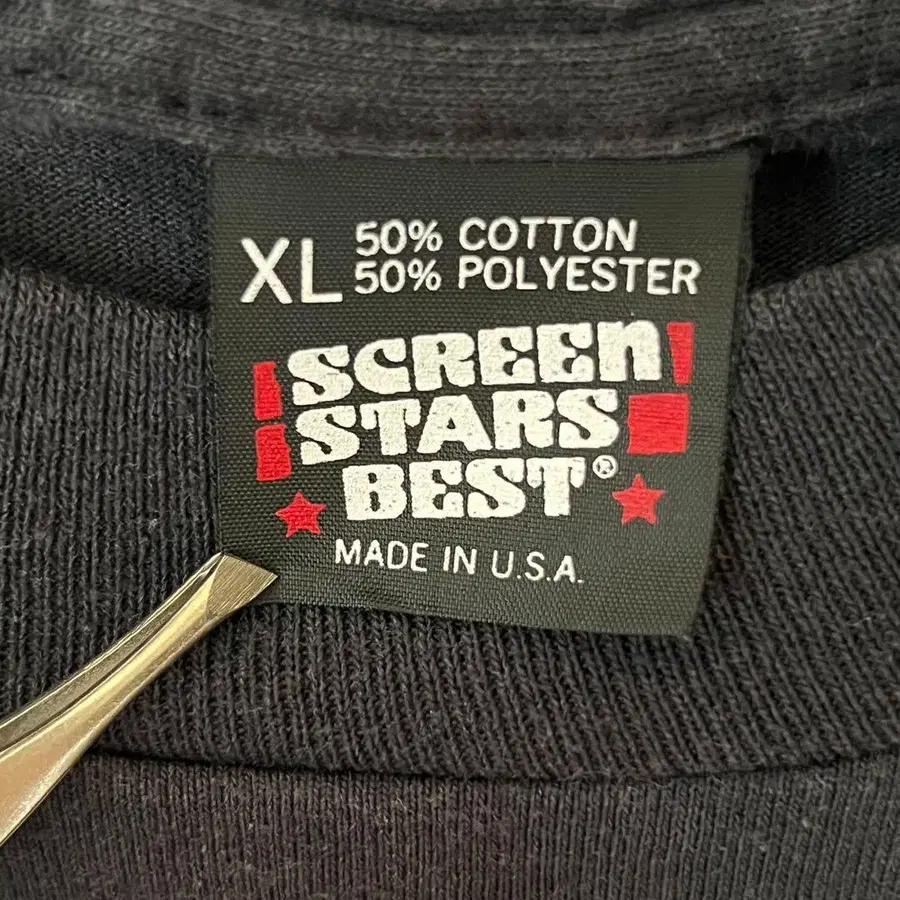 XL 50% COTTON
50% POLYESTER
SCREEN
STARS
BEST®
MADE IN U.S.A.